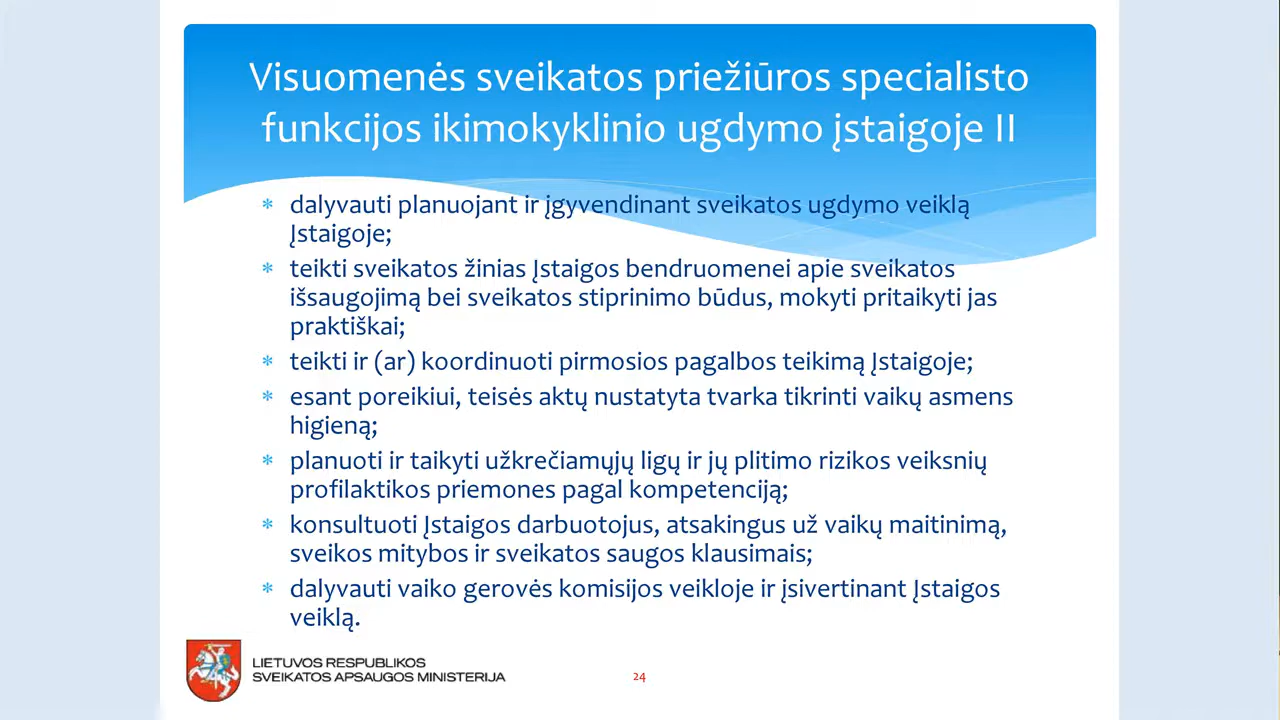 Visuomenės sveikatos priežiūros specialisto
funkcijos ikimokyklinio ugdymo įstaigoje II
* dalyvauti planuojant ir įgyvendinant sveikatos ugdymo veiklą
Įstaigoje;
* teikti sveikatos žinias Įstaigos bendruomenei apie sveikatos
išsaugojimą bei sveikatos stiprinimo būdus, mokyti pritaikyti jas
praktiškai;
* teikti ir (ar) koordinuoti pirmosios pagalbos teikimą Įstaigoje;
* esant poreikiui, teisės aktų nustatyta tvarka tikrinti vaikų asmens
higieną;
* planuoti ir taikyti užkrečiamųjų ligų ir jų plitimo rizikos veiksnių
profilaktikos priemones pagal kompetenciją;
* konsultuoti Įstaigos darbuotojus, atsakingus už vaikų maitinimą,
sveikos mitybos ir sveikatos saugos klausimais;
* dalyvauti vaiko gerovės komisijos veikloje ir įsivertinant Įstaigos
veiklą.
LIETUVOS RESPUBLIKOS
SVEIKATOS APSAUGOS MINISTERIJA
24